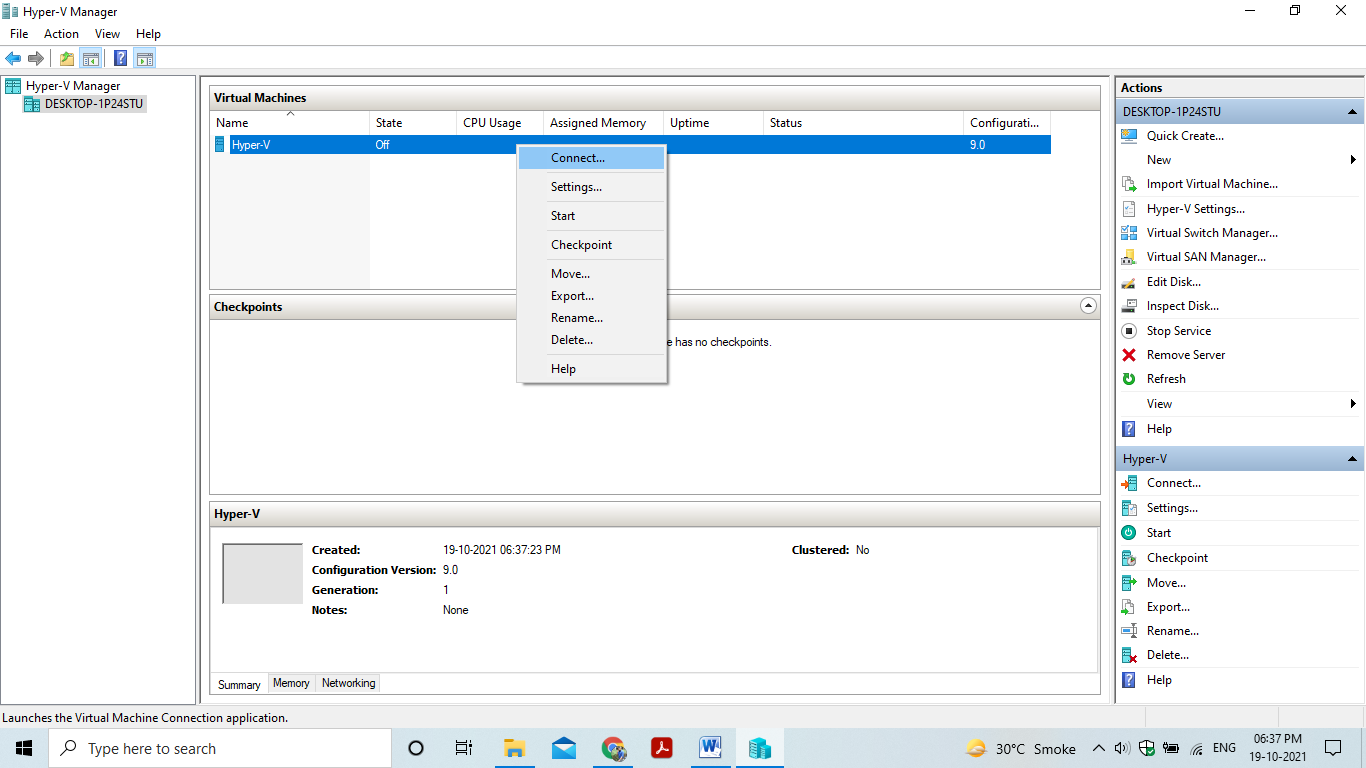 Hyper-V Manager
File Action View Help
Hyper-V Manager
DESKTOP-1P24STU
Virtual Machines
Name State CPU Usage Assigned Memory Uptime Status Configurati...
Hyper-V Off 9.0
Connect...
Settings...
Start
Checkpoint
Move...
Export...
Rename...
Delete...
Help
Checkpoints
e has no checkpoints.
Hyper-V
Created: 19-10-2021 06:37:23 PM Clustered: No
Configuration Version: 9.0
Generation: 1
Notes: None
Summary Memory Networking
Actions
DESKTOP-1P24STU
Quick Create...
New
Import Virtual Machine...
Hyper-V Settings...
Virtual Switch Manager...
Virtual SAN Manager...
Edit Disk...
Inspect Disk...
Stop Service
Remove Server
Refresh
View
Help
Hyper-V
Connect...
Settings...
Start
Checkpoint
Move...
Export...
Rename...
Delete...
Help
Launches the Virtual Machine Connection application.
Type here to search
30°C Smoke
ENG
06:37 PM
19-10-2021